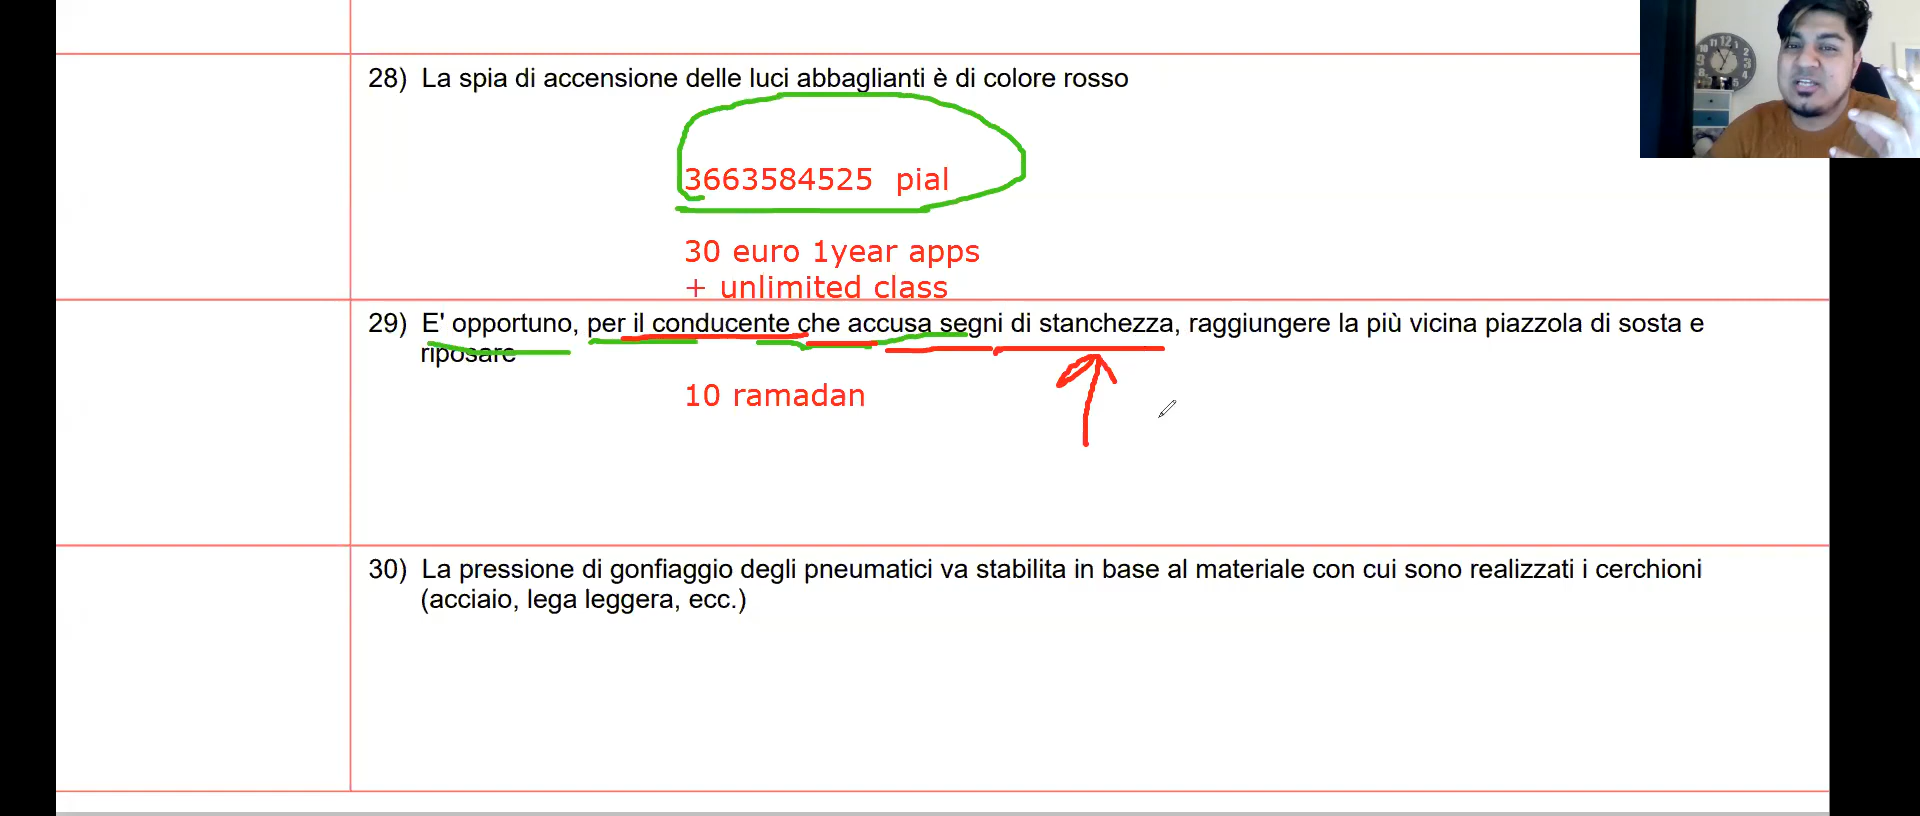 28) La spia di accensione delle luci abbaglianti è di colore rosso
3663584525 pial
30 euro 1year apps
+ unlimited class
29) E' opportuno, per il conducente che accusa segni di stanchezza, raggiungere la più vicina piazzola di sosta e
riposare
10 ramadan
30) La pressione di gonfiaggio degli pneumatici va stabilita in base al materiale con cui sono realizzati i cerchioni
(acciaio, lega leggera, ecc.)